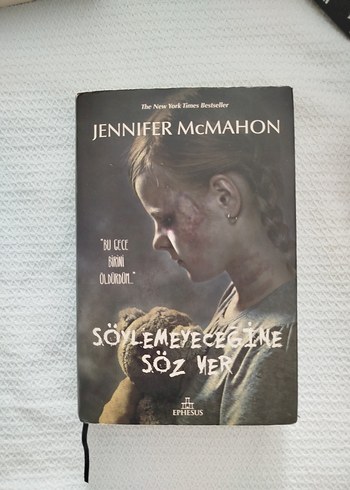 The New York Times Bestseller
JENNIFER McMAHON
"BU GECE
BİRİNİ
ÖLDÜRDÜM..."
SÖYLEMEYECEĞİNE
SÖZ VER
EPHESUS